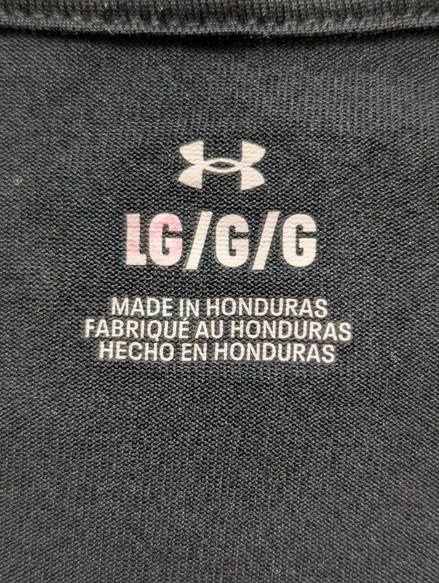 LG/G/G
MADE IN HONDURAS
FABRIQUÉ AU HONDURAS
HECHO EN HONDURAS